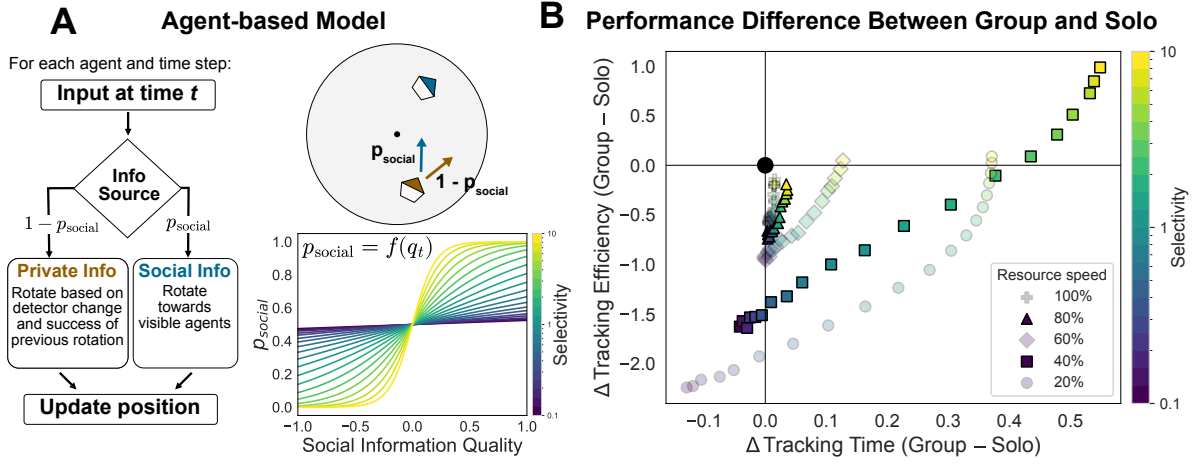 A
Agent-based Model
For each agent and time step:
Input at time t
Info
Source
1 − p_social
p_social
Private Info
Rotate based on
detector change
and success of
previous rotation
Social Info
Rotate
towards
visible agents
Update position
p_social
1 - p_social
p_social = f(q_t)
1.0
0.8
0.6
0.4
0.2
0.0
p_social
−1.0
−0.5
0.0
0.5
1.0
Social Information Quality
10
1
0.1
Selectivity
B
Performance Difference Between Group and Solo
1.0
0.5
0.0
−0.5
−1.0
−1.5
−2.0
Δ Tracking Efficiency (Group – Solo)
−0.1
0.0
0.1
0.2
0.3
0.4
0.5
Δ Tracking Time (Group – Solo)
Resource speed
100%
80%
60%
40%
20%
10
1
0.1
Selectivity